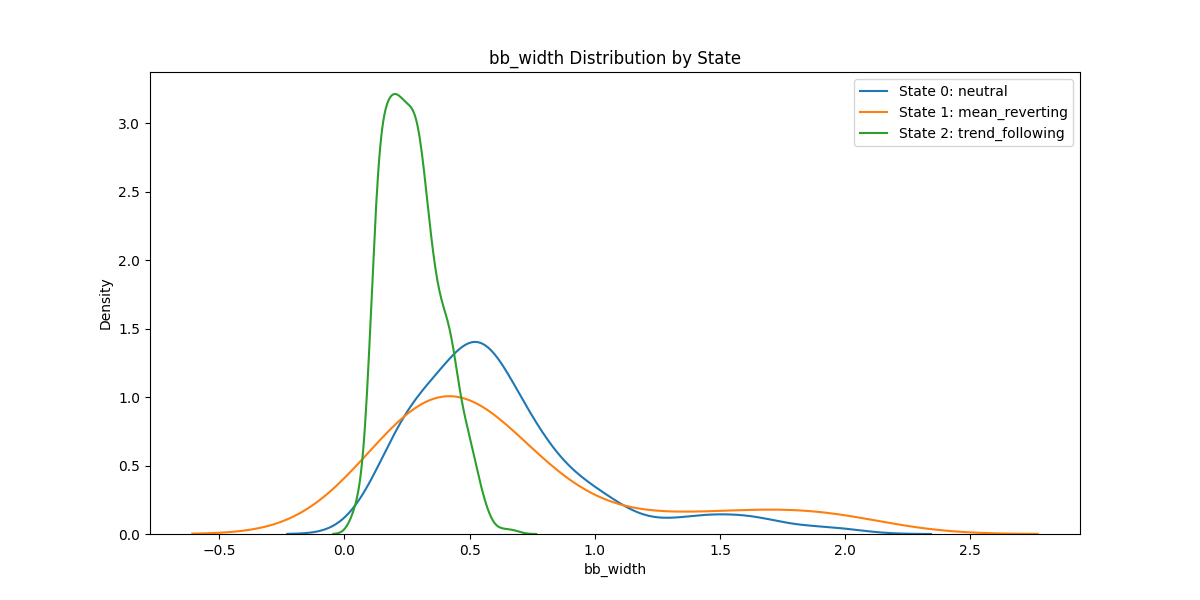 bb_width Distribution by State
State 0: neutral
State 1: mean_reverting
State 2: trend_following
Density
3.0
2.5
2.0
1.5
1.0
0.5
0.0
−0.5 0.0 0.5 1.0 1.5 2.0 2.5
bb_width